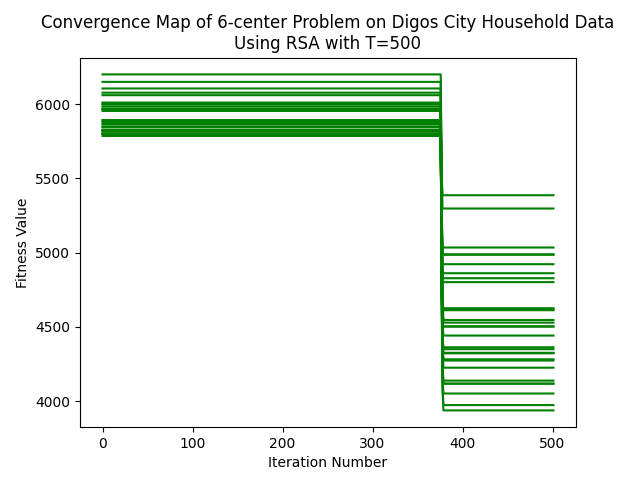 Convergence Map of 6-center Problem on Digos City Household Data
Using RSA with T=500
Fitness Value
6000
5500
5000
4500
4000
0 100 200 300 400 500
Iteration Number